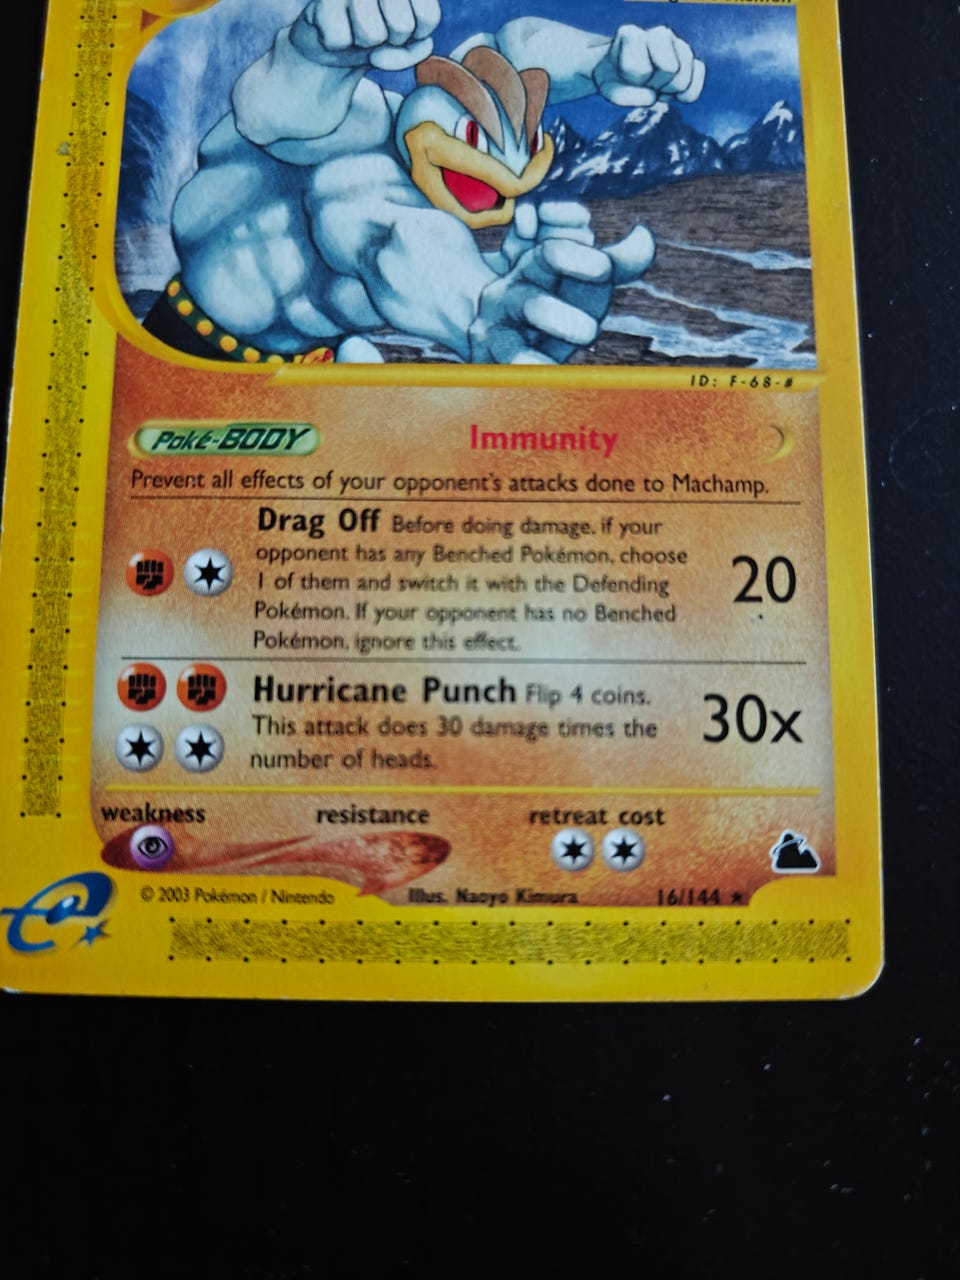 ID: F-68-#
Poké-BODY Immunity
Prevent all effects of your opponent's attacks done to Machamp.
Drag Off Before doing damage, if your
opponent has any Benched Pokémon, choose
1 of them and switch it with the Defending
Pokémon. If your opponent has no Benched
Pokémon, ignore this effect.
20
Hurricane Punch Flip 4 coins.
This attack does 30 damage times the
number of heads.
30x
weakness resistance retreat cost
© 2003 Pokémon / Nintendo Illus. Naoyo Kimura 16/144